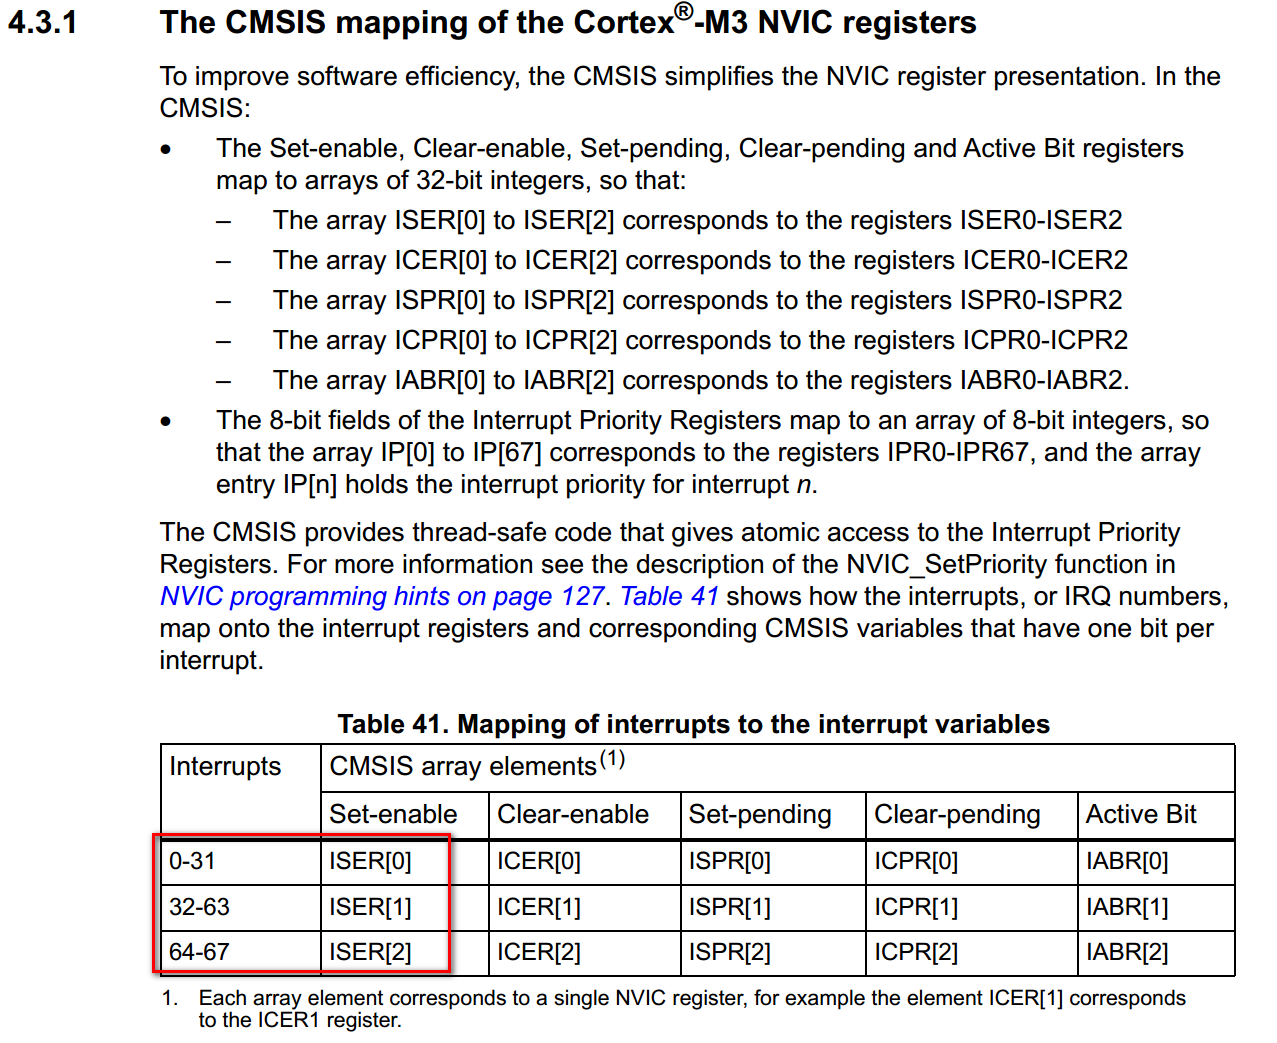 4.3.1 The CMSIS mapping of the Cortex®-M3 NVIC registers
To improve software efficiency, the CMSIS simplifies the NVIC register presentation. In the
CMSIS:
• The Set-enable, Clear-enable, Set-pending, Clear-pending and Active Bit registers
map to arrays of 32-bit integers, so that:
– The array ISER[0] to ISER[2] corresponds to the registers ISER0-ISER2
– The array ICER[0] to ICER[2] corresponds to the registers ICER0-ICER2
– The array ISPR[0] to ISPR[2] corresponds to the registers ISPR0-ISPR2
– The array ICPR[0] to ICPR[2] corresponds to the registers ICPR0-ICPR2
– The array IABR[0] to IABR[2] corresponds to the registers IABR0-IABR2.
• The 8-bit fields of the Interrupt Priority Registers map to an array of 8-bit integers, so
that the array IP[0] to IP[67] corresponds to the registers IPR0-IPR67, and the array
entry IP[n] holds the interrupt priority for interrupt n.
The CMSIS provides thread-safe code that gives atomic access to the Interrupt Priority
Registers. For more information see the description of the NVIC_SetPriority function in
NVIC programming hints on page 127. Table 41 shows how the interrupts, or IRQ numbers,
map onto the interrupt registers and corresponding CMSIS variables that have one bit per
interrupt.
Table 41. Mapping of interrupts to the interrupt variables
Interrupts CMSIS array elements(1)
Set-enable Clear-enable Set-pending Clear-pending Active Bit
0-31 ISER[0] ICER[0] ISPR[0] ICPR[0] IABR[0]
32-63 ISER[1] ICER[1] ISPR[1] ICPR[1] IABR[1]
64-67 ISER[2] ICER[2] ISPR[2] ICPR[2] IABR[2]
1. Each array element corresponds to a single NVIC register, for example the element ICER[1] corresponds
to the ICER1 register.